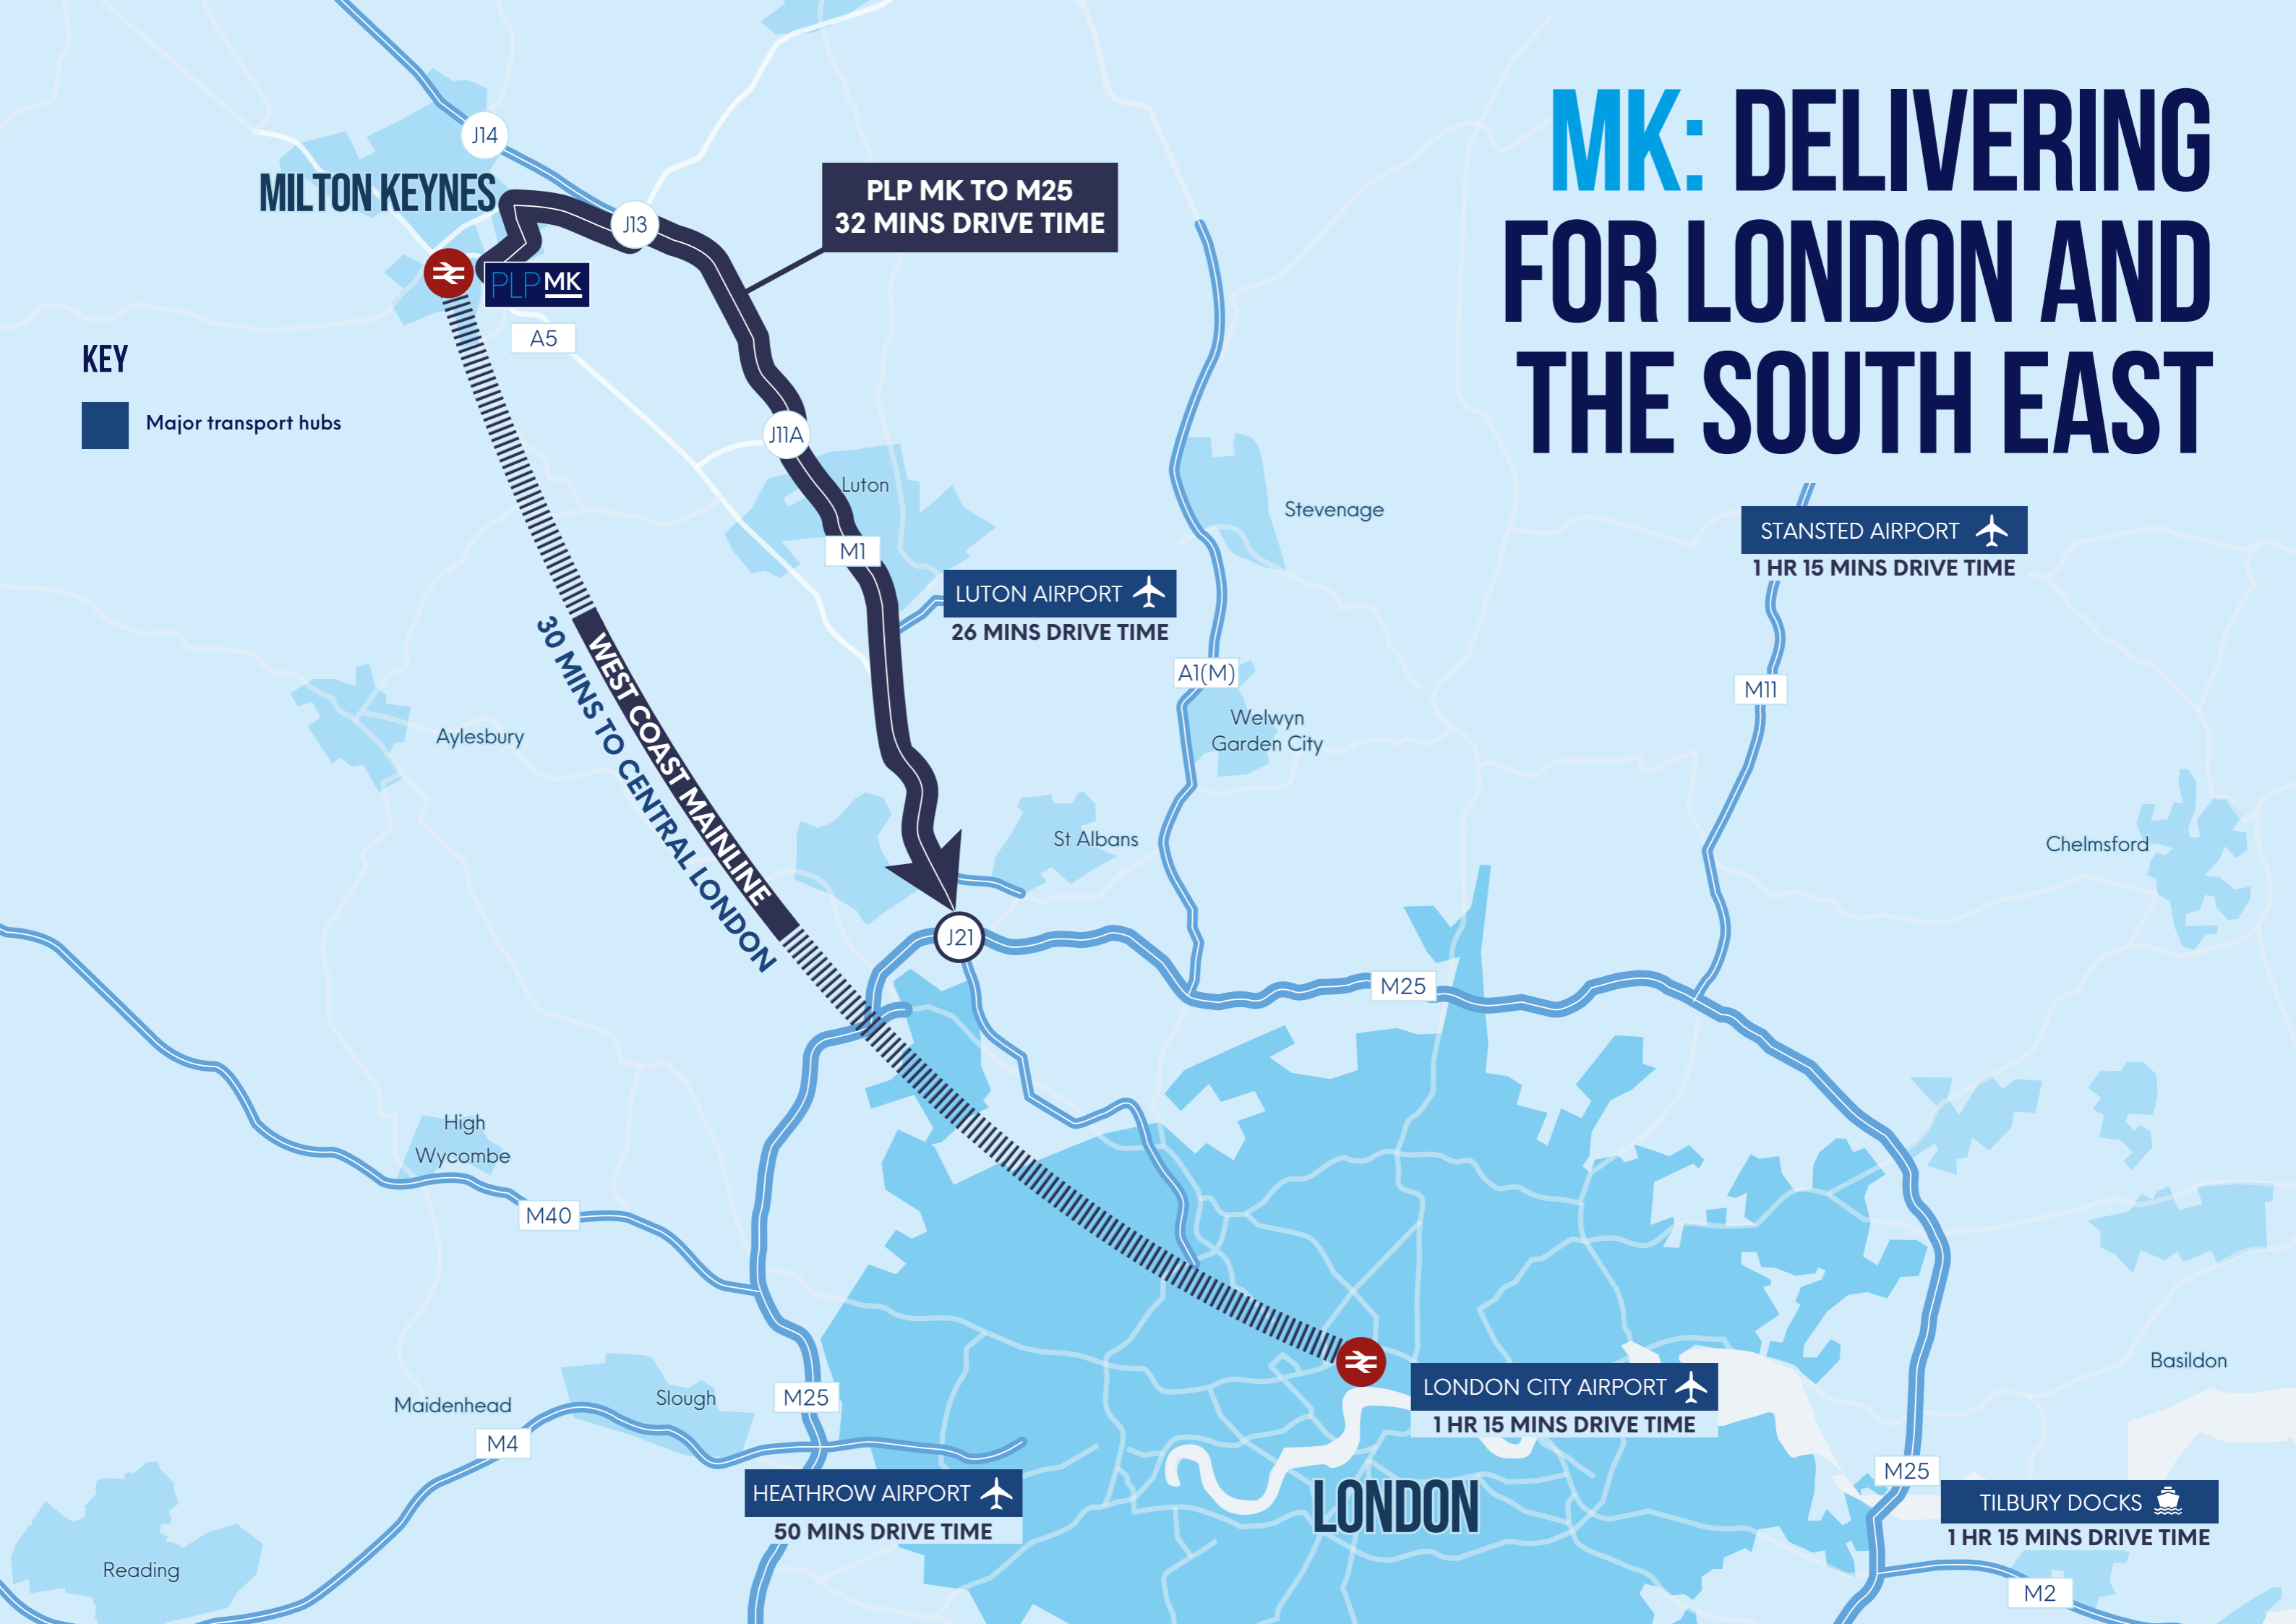 MK: DELIVERING
FOR LONDON AND
THE SOUTH EAST
J14
MILTON KEYNES
J13
PLP MK TO M25
32 MINS DRIVE TIME
PLP MK
A5
KEY
Major transport hubs
J11A
Luton
M1
LUTON AIRPORT
26 MINS DRIVE TIME
Stevenage
STANSTED AIRPORT
1 HR 15 MINS DRIVE TIME
A1(M)
M11
Welwyn
Garden City
WEST COAST MAINLINE
30 MINS TO CENTRAL LONDON
Aylesbury
St Albans
Chelmsford
J21
M25
High
Wycombe
M40
Maidenhead
Slough
M25
M4
LONDON CITY AIRPORT
1 HR 15 MINS DRIVE TIME
Basildon
HEATHROW AIRPORT
50 MINS DRIVE TIME
LONDON
M25
TILBURY DOCKS
1 HR 15 MINS DRIVE TIME
Reading
M2